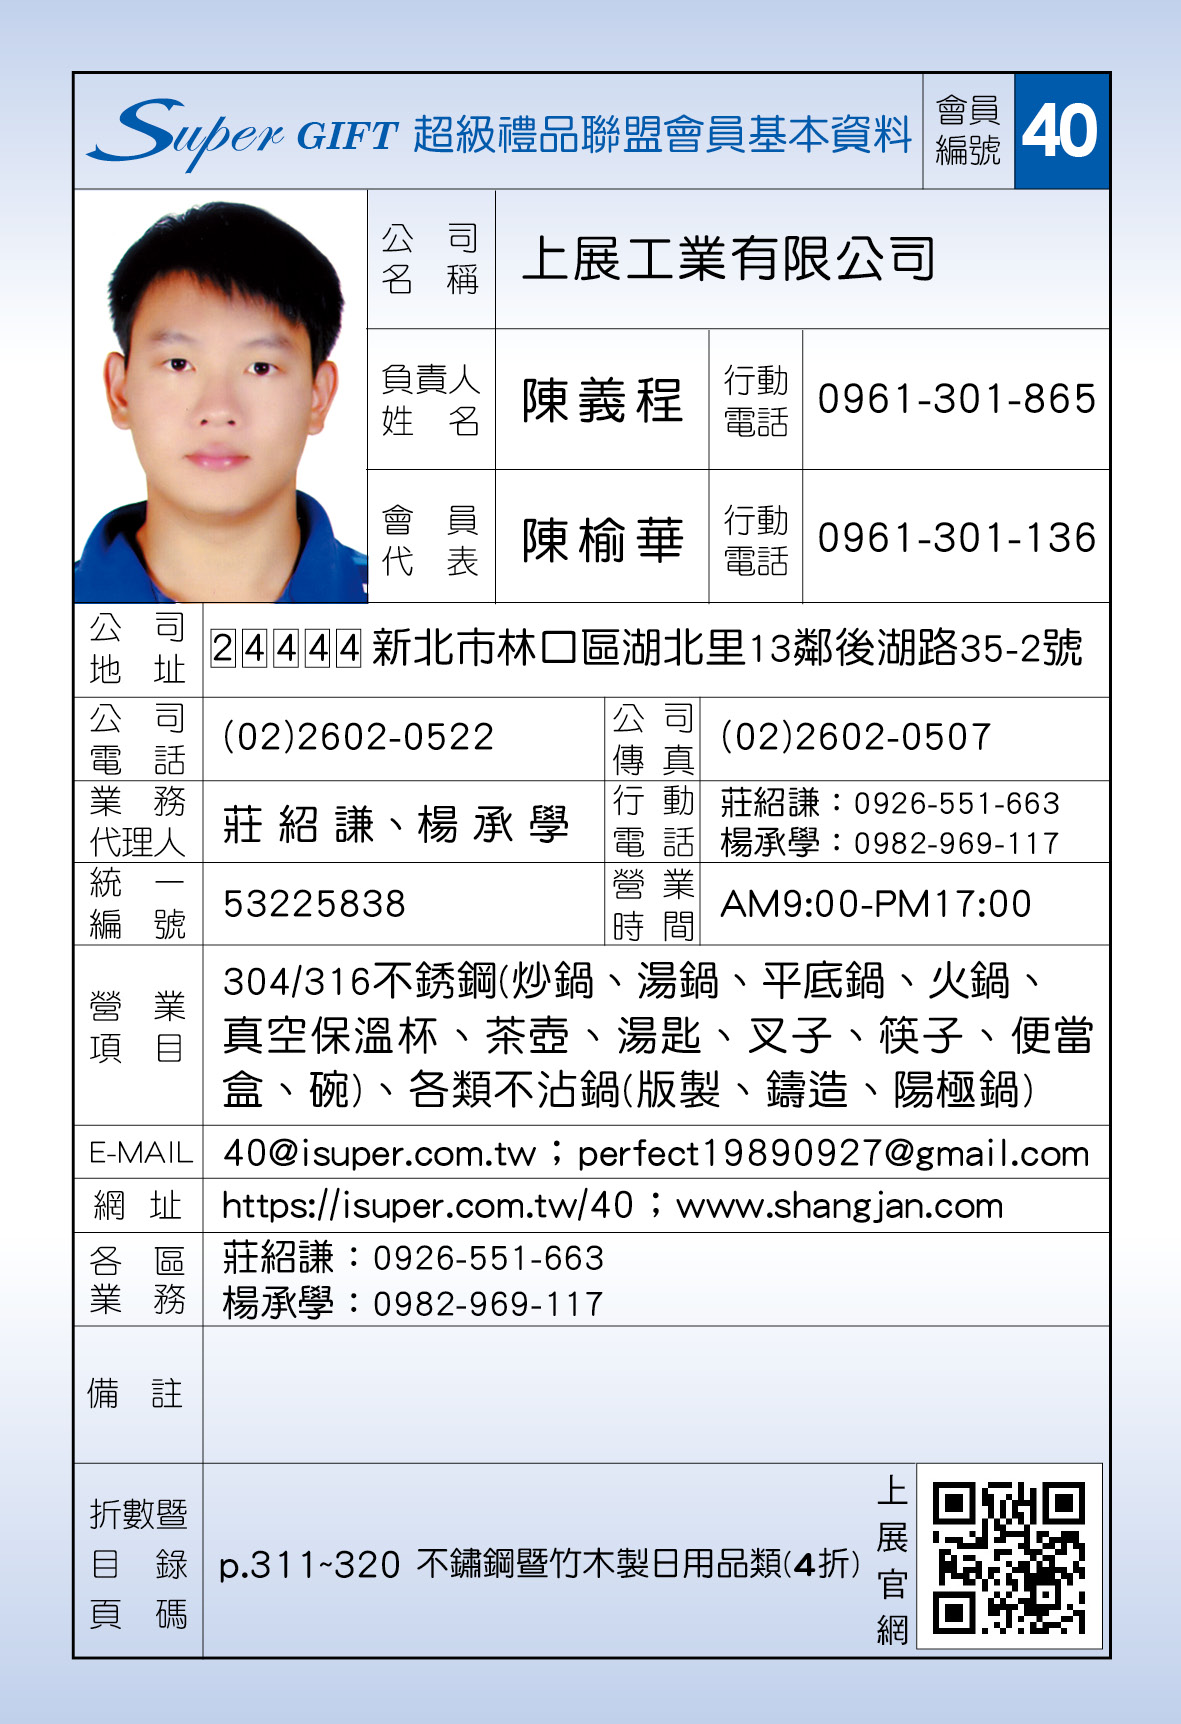 Super GIFT 超級禮品聯盟會員基本資料
會員編號 40
公司名稱 上展工業有限公司
負責人姓名 陳義程 行動電話 0961-301-865
會員代表 陳榆華 行動電話 0961-301-136
公司地址 24444 新北市林口區湖北里13鄰後湖路35-2號
公司電話 (02)2602-0522 公司傳真 (02)2602-0507
業務代理人 莊紹謙、楊承學 行動電話 莊紹謙：0926-551-663
楊承學：0982-969-117
統一編號 53225838 營業時間 AM9:00-PM17:00
營業項目 304/316不銹鋼(炒鍋、湯鍋、平底鍋、火鍋、
真空保溫杯、茶壺、湯匙、叉子、筷子、便當
盒、碗)、各類不沾鍋(版製、鑄造、陽極鍋)
E-MAIL 40@isuper.com.tw；perfect19890927@gmail.com
網址 https://isuper.com.tw/40；www.shangjan.com
各區業務 莊紹謙：0926-551-663
楊承學：0982-969-117
備註
折數暨目錄頁碼 p.311~320 不鏽鋼暨竹木製日用品類(4折)
上展官網